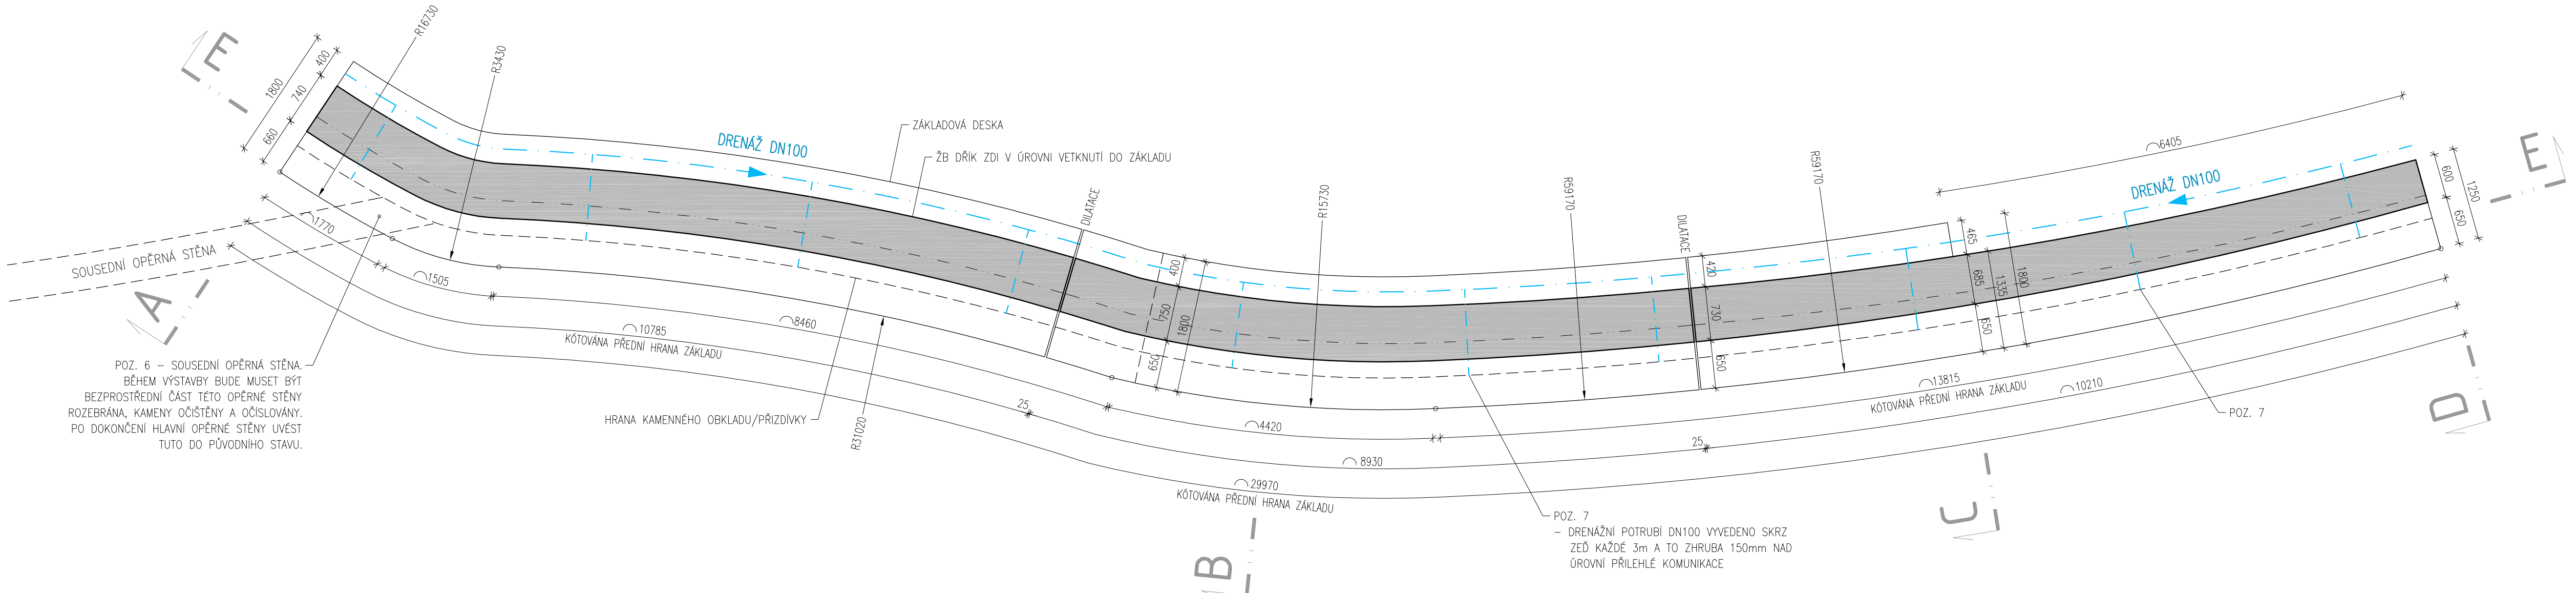 E
1800
400
740
660
R16730
R3430
DRENÁŽ DN100
ZÁKLADOVÁ DESKA
ŽB DŘÍK ZDI V ÚROVNI VETKNUTÍ DO ZÁKLADU
DILATACE
SOUSEDNÍ OPĚRNÁ STĚNA
A
1770
1505
10785
KÓTOVÁNA PŘEDNÍ HRANA ZÁKLADU
8460
R31020
POZ. 6 – SOUSEDNÍ OPĚRNÁ STĚNA.
BĚHEM VÝSTAVBY BUDE MUSET BÝT
BEZPROSTŘEDNÍ ČÁST TÉTO OPĚRNÉ STĚNY
ROZEBRÁNA, KAMENY OČIŠTĚNY A OČÍSLOVÁNY.
PO DOKONČENÍ HLAVNÍ OPĚRNÉ STĚNY UVÉST
TUTO DO PŮVODNÍHO STAVU.
HRANA KAMENNÉHO OBKLADU/PŘIZDÍVKY
25
400
750
1800
650
R15730
R59170
DILATACE
420
730
650
R59170
6405
465
685
1335
1800
650
DRENÁŽ DN100
600
1250
650
E
4420
8930
29970
KÓTOVÁNA PŘEDNÍ HRANA ZÁKLADU
25
13815
KÓTOVÁNA PŘEDNÍ HRANA ZÁKLADU
10210
POZ. 7
D
C
B
POZ. 7
– DRENÁŽNÍ POTRUBÍ DN100 VYVEDENO SKRZ
ZEĎ KAŽDÉ 3m A TO ZHRUBA 150mm NAD
ÚROVNÍ PŘILEHLÉ KOMUNIKACE